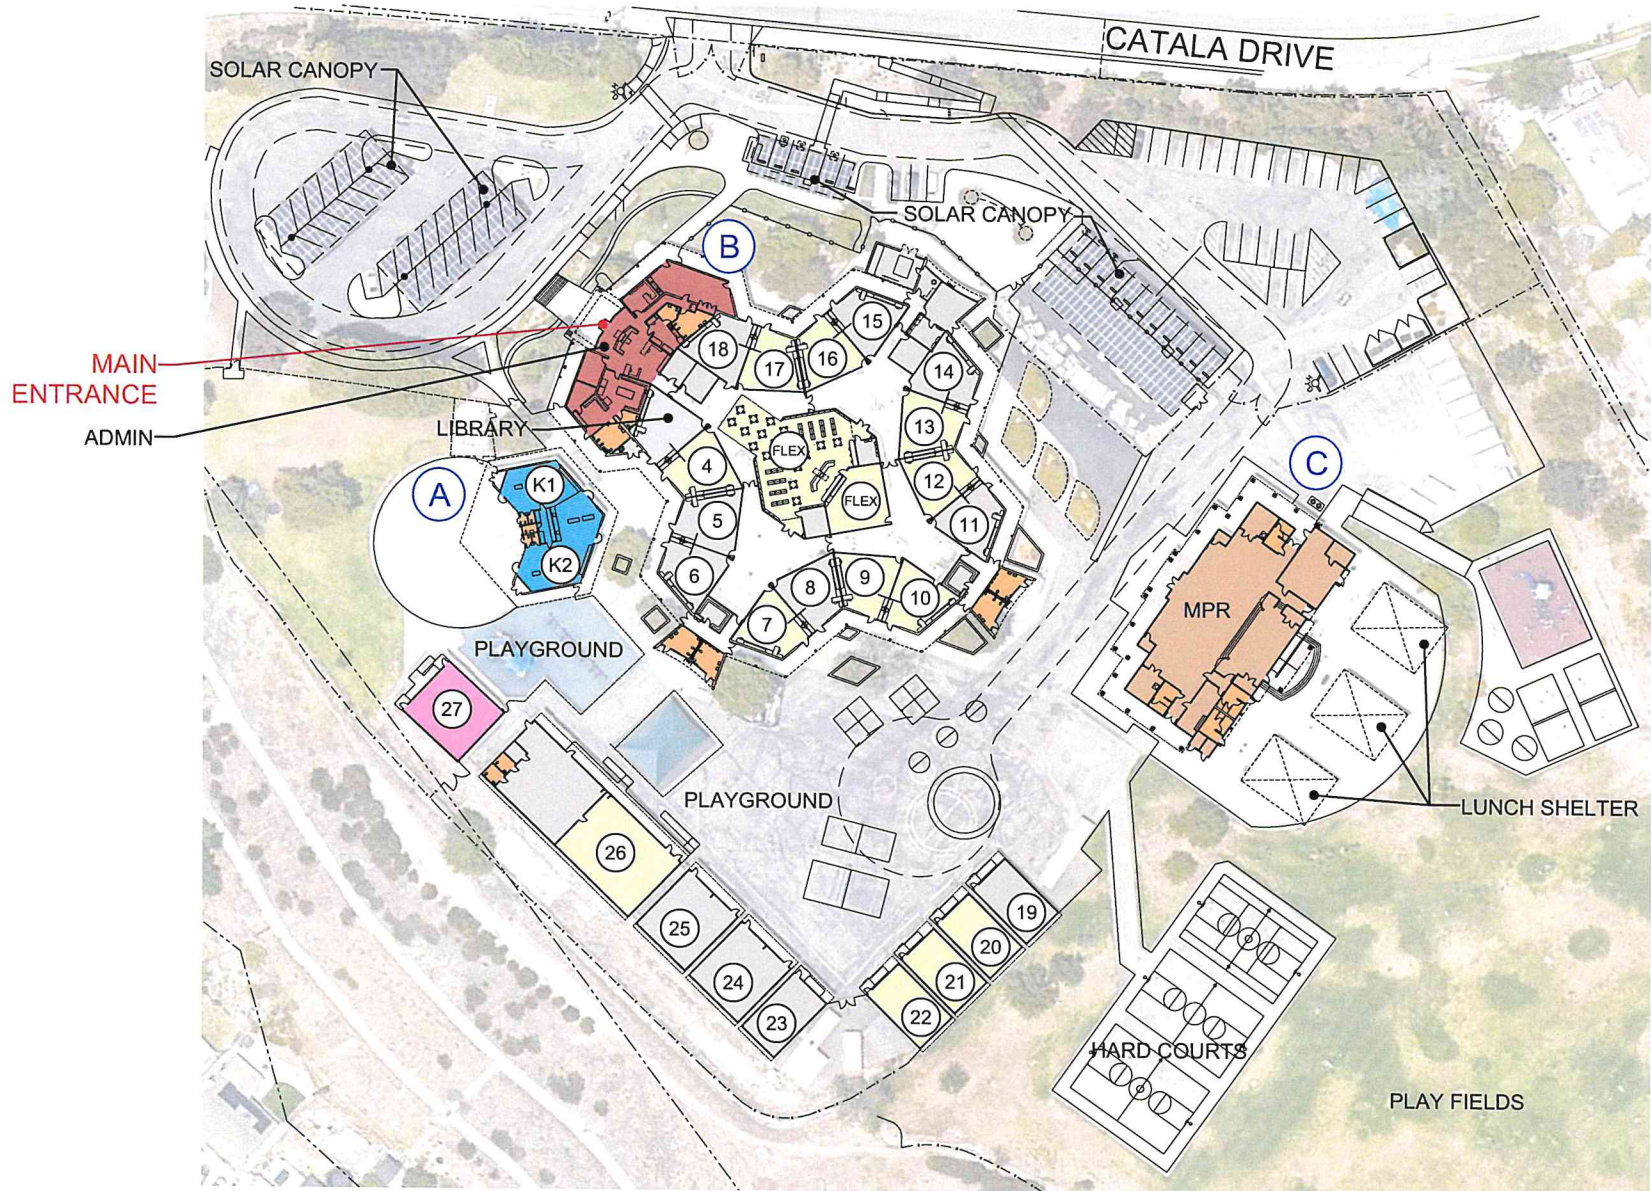 CATALA DRIVE
SOLAR CANOPY
SOLAR CANOPY
B
MAIN
ENTRANCE
ADMIN
LIBRARY
15
16
17
18
14
13
12
11
FLEX
FLEX
4
5
6
7
8
9
10
A
K1
K2
C
MPR
PLAYGROUND
27
PLAYGROUND
LUNCH SHELTER
26
25
24
23
19
20
21
22
HARD COURTS
PLAY FIELDS